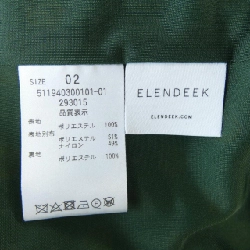 SIZE 02
511940300101-01
293015
品質表示
表地
ポリエステル 100%
ポリエステル
ナイロン
裏地
ポリエステル 100%
ELENDEEK
ELENDEEK.COM